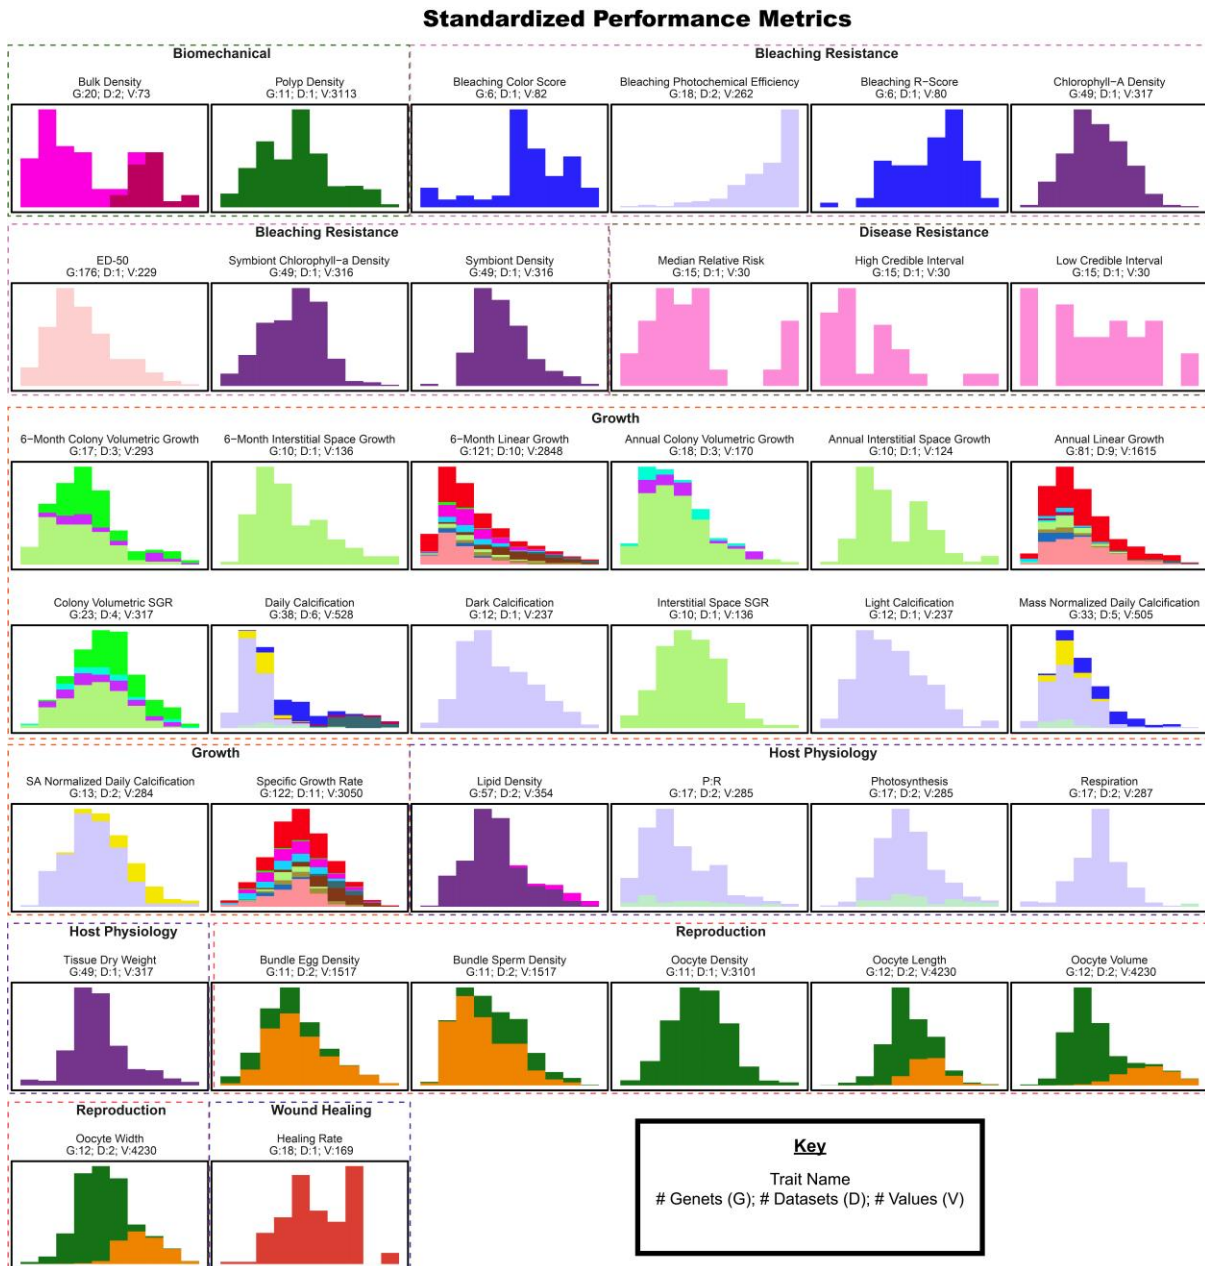 Standardized Performance Metrics
Biomechanical
Bleaching Resistance
Bulk Density
G:20; D:2; V:73
Polyp Density
G:11; D:1; V:3113
Bleaching Color Score
G:6; D:1; V:82
Bleaching Photochemical Efficiency
G:18; D:2; V:262
Bleaching R−Score
G:6; D:1; V:80
Chlorophyll−A Density
G:49; D:1; V:317
Bleaching Resistance
Disease Resistance
ED-50
G:176; D:1; V:229
Symbiont Chlorophyll−a Density
G:49; D:1; V:316
Symbiont Density
G:49; D:1; V:316
Median Relative Risk
G:15; D:1; V:30
High Credible Interval
G:15; D:1; V:30
Low Credible Interval
G:15; D:1; V:30
Growth
6−Month Colony Volumetric Growth
G:17; D:3; V:293
6−Month Interstitial Space Growth
G:10; D:1; V:136
6−Month Linear Growth
G:121; D:10; V:2848
Annual Colony Volumetric Growth
G:18; D:3; V:170
Annual Interstitial Space Growth
G:10; D:1; V:124
Annual Linear Growth
G:81; D:9; V:1615
Colony Volumetric SGR
G:23; D:4; V:317
Daily Calcification
G:38; D:6; V:528
Dark Calcification
G:12; D:1; V:237
Interstitial Space SGR
G:10; D:1; V:136
Light Calcification
G:12; D:1; V:237
Mass Normalized Daily Calcification
G:33; D:5; V:505
Growth
Host Physiology
SA Normalized Daily Calcification
G:13; D:2; V:284
Specific Growth Rate
G:122; D:11; V:3050
Lipid Density
G:57; D:2; V:354
P:R
G:17; D:2; V:285
Photosynthesis
G:17; D:2; V:285
Respiration
G:17; D:2; V:287
Host Physiology
Reproduction
Tissue Dry Weight
G:49; D:1; V:317
Bundle Egg Density
G:11; D:2; V:1517
Bundle Sperm Density
G:11; D:2; V:1517
Oocyte Density
G:11; D:1; V:3101
Oocyte Length
G:12; D:2; V:4230
Oocyte Volume
G:12; D:2; V:4230
Reproduction
Wound Healing
Oocyte Width
G:12; D:2; V:4230
Healing Rate
G:18; D:1; V:169
Key
Trait Name
# Genets (G); # Datasets (D); # Values (V)